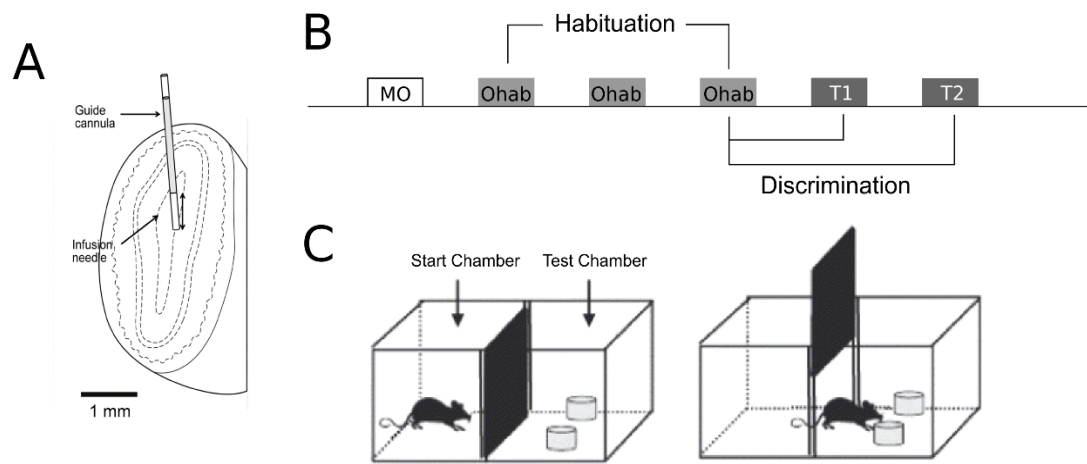 A
Guide
cannula
Infusion
needle
1 mm
B
Habituation
MO
Ohab
Ohab
Ohab
T1
T2
Discrimination
C
Start Chamber
Test Chamber